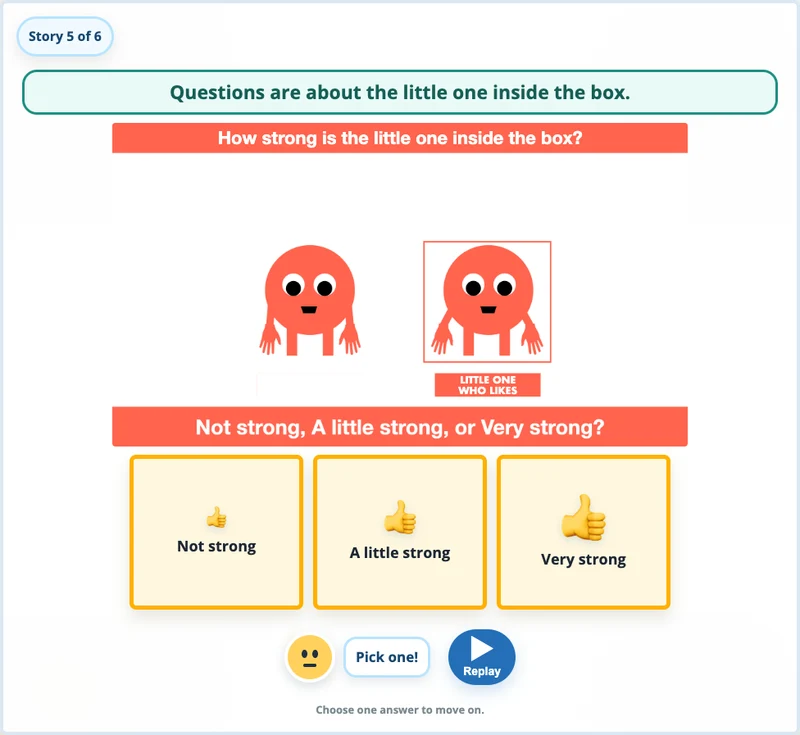 Story 5 of 6
Questions are about the little one inside the box.
How strong is the little one inside the box?
LITTLE ONE
WHO LIKES
Not strong, A little strong, or Very strong?
Not strong
A little strong
Very strong
Pick one!
Replay
Choose one answer to move on.